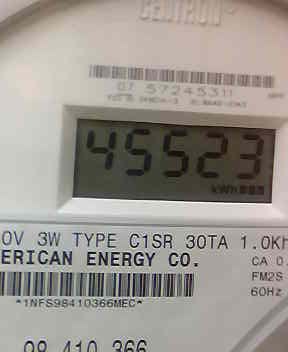 CENTRON
07 57245311
45523
kWh
0V 3W TYPE C1SR 30TA 1.0Kh
ERICAN ENERGY CO. CA 0.
FM2S
*1NFS98410366MEC* 60Hz
98 410 366